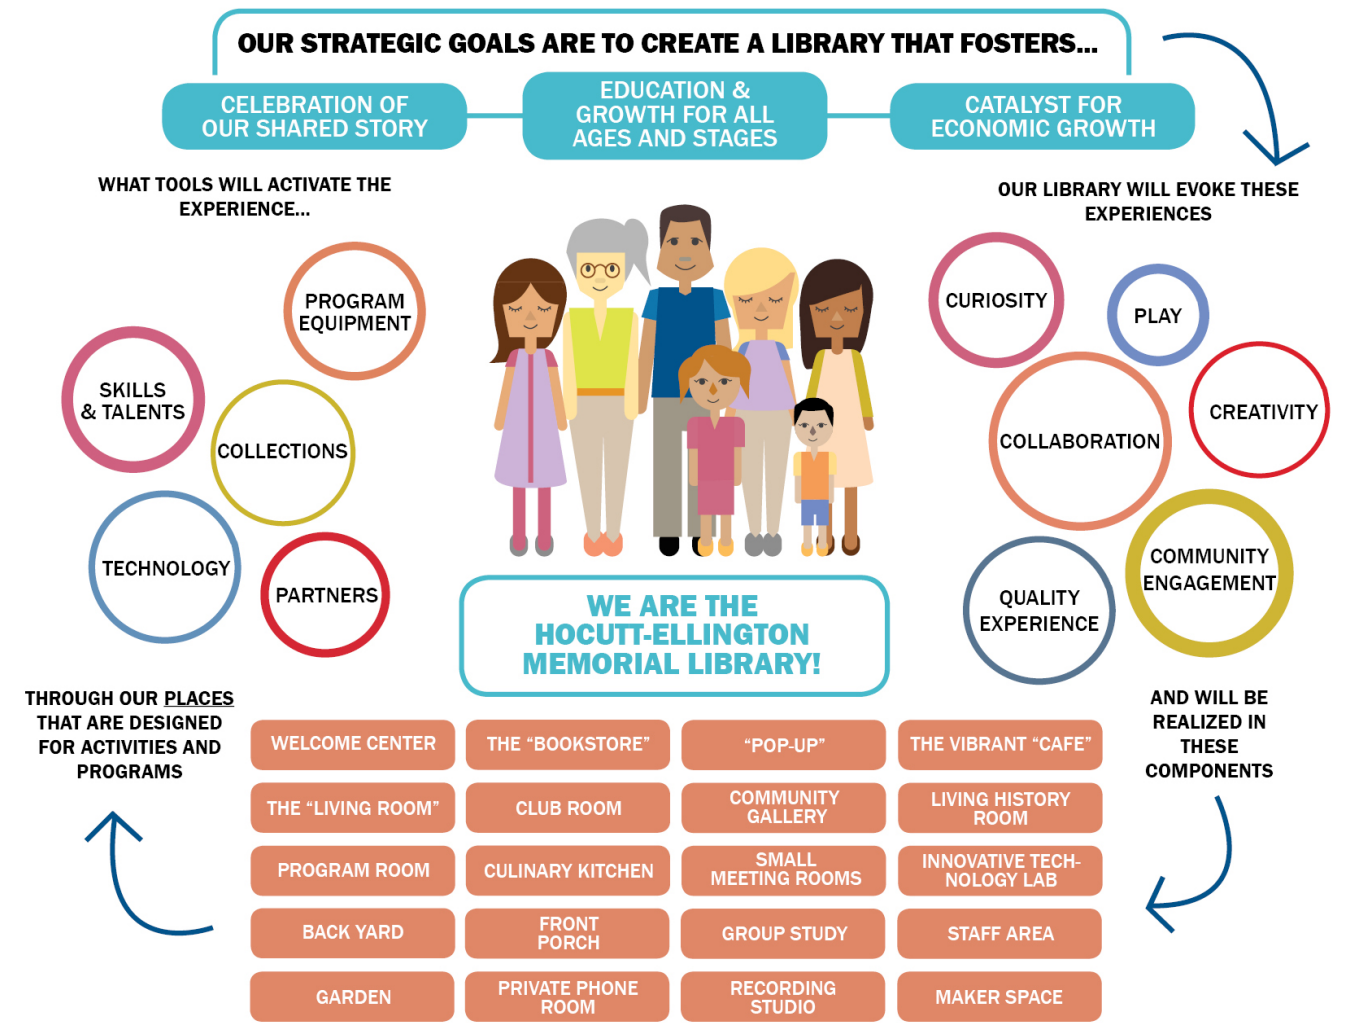 OUR STRATEGIC GOALS ARE TO CREATE A LIBRARY THAT FOSTERS...
CELEBRATION OF
OUR SHARED STORY
EDUCATION &
GROWTH FOR ALL
AGES AND STAGES
CATALYST FOR
ECONOMIC GROWTH
WHAT TOOLS WILL ACTIVATE THE
EXPERIENCE...
PROGRAM
EQUIPMENT
SKILLS
& TALENTS
COLLECTIONS
TECHNOLOGY
PARTNERS
OUR LIBRARY WILL EVOKE THESE
EXPERIENCES
CURIOSITY
PLAY
CREATIVITY
COLLABORATION
COMMUNITY
ENGAGEMENT
QUALITY
EXPERIENCE
WE ARE THE
HOCUTT-ELLINGTON
MEMORIAL LIBRARY!
THROUGH OUR PLACES
THAT ARE DESIGNED
FOR ACTIVITIES AND
PROGRAMS
AND WILL BE
REALIZED IN
THESE
COMPONENTS
WELCOME CENTER
THE “BOOKSTORE”
“POP-UP”
THE VIBRANT “CAFE”
THE “LIVING ROOM”
CLUB ROOM
COMMUNITY
GALLERY
LIVING HISTORY
ROOM
PROGRAM ROOM
CULINARY KITCHEN
SMALL
MEETING ROOMS
INNOVATIVE TECH-
NOLOGY LAB
BACK YARD
FRONT
PORCH
GROUP STUDY
STAFF AREA
GARDEN
PRIVATE PHONE
ROOM
RECORDING
STUDIO
MAKER SPACE